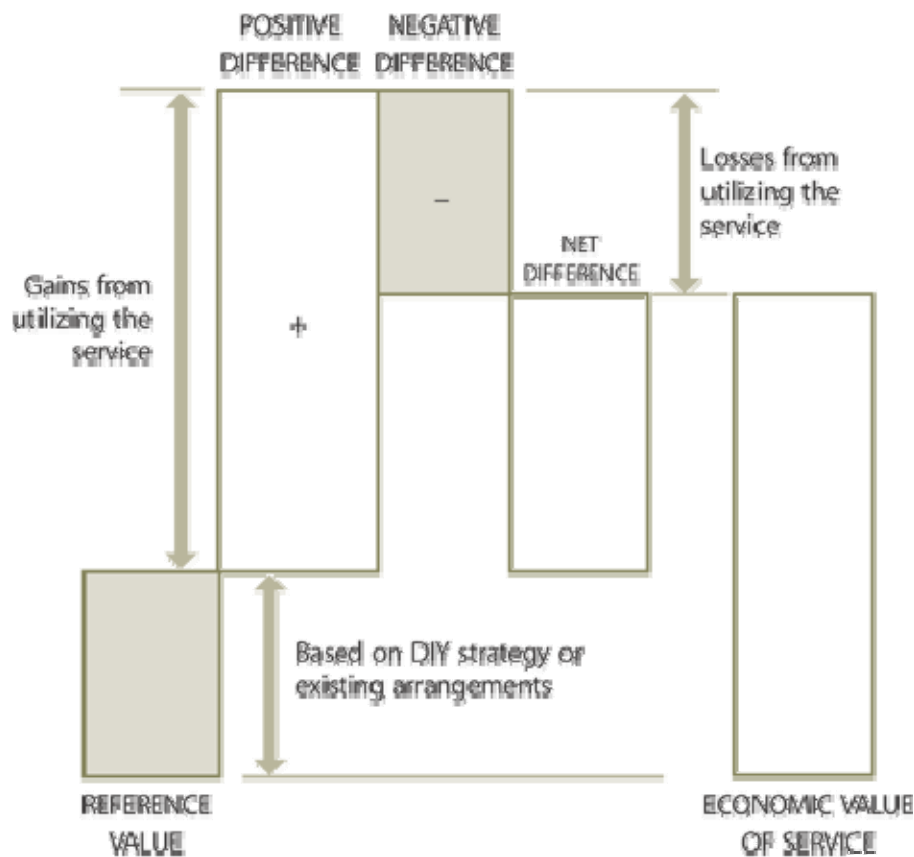 POSITIVE
DIFFERENCE
NEGATIVE
DIFFERENCE
Losses from
utilizing the
service
–
NET
DIFFERENCE
Gains from
utilizing the
service
+
Based on DIY strategy or
existing arrangements
REFERENCE
VALUE
ECONOMIC VALUE
OF SERVICE